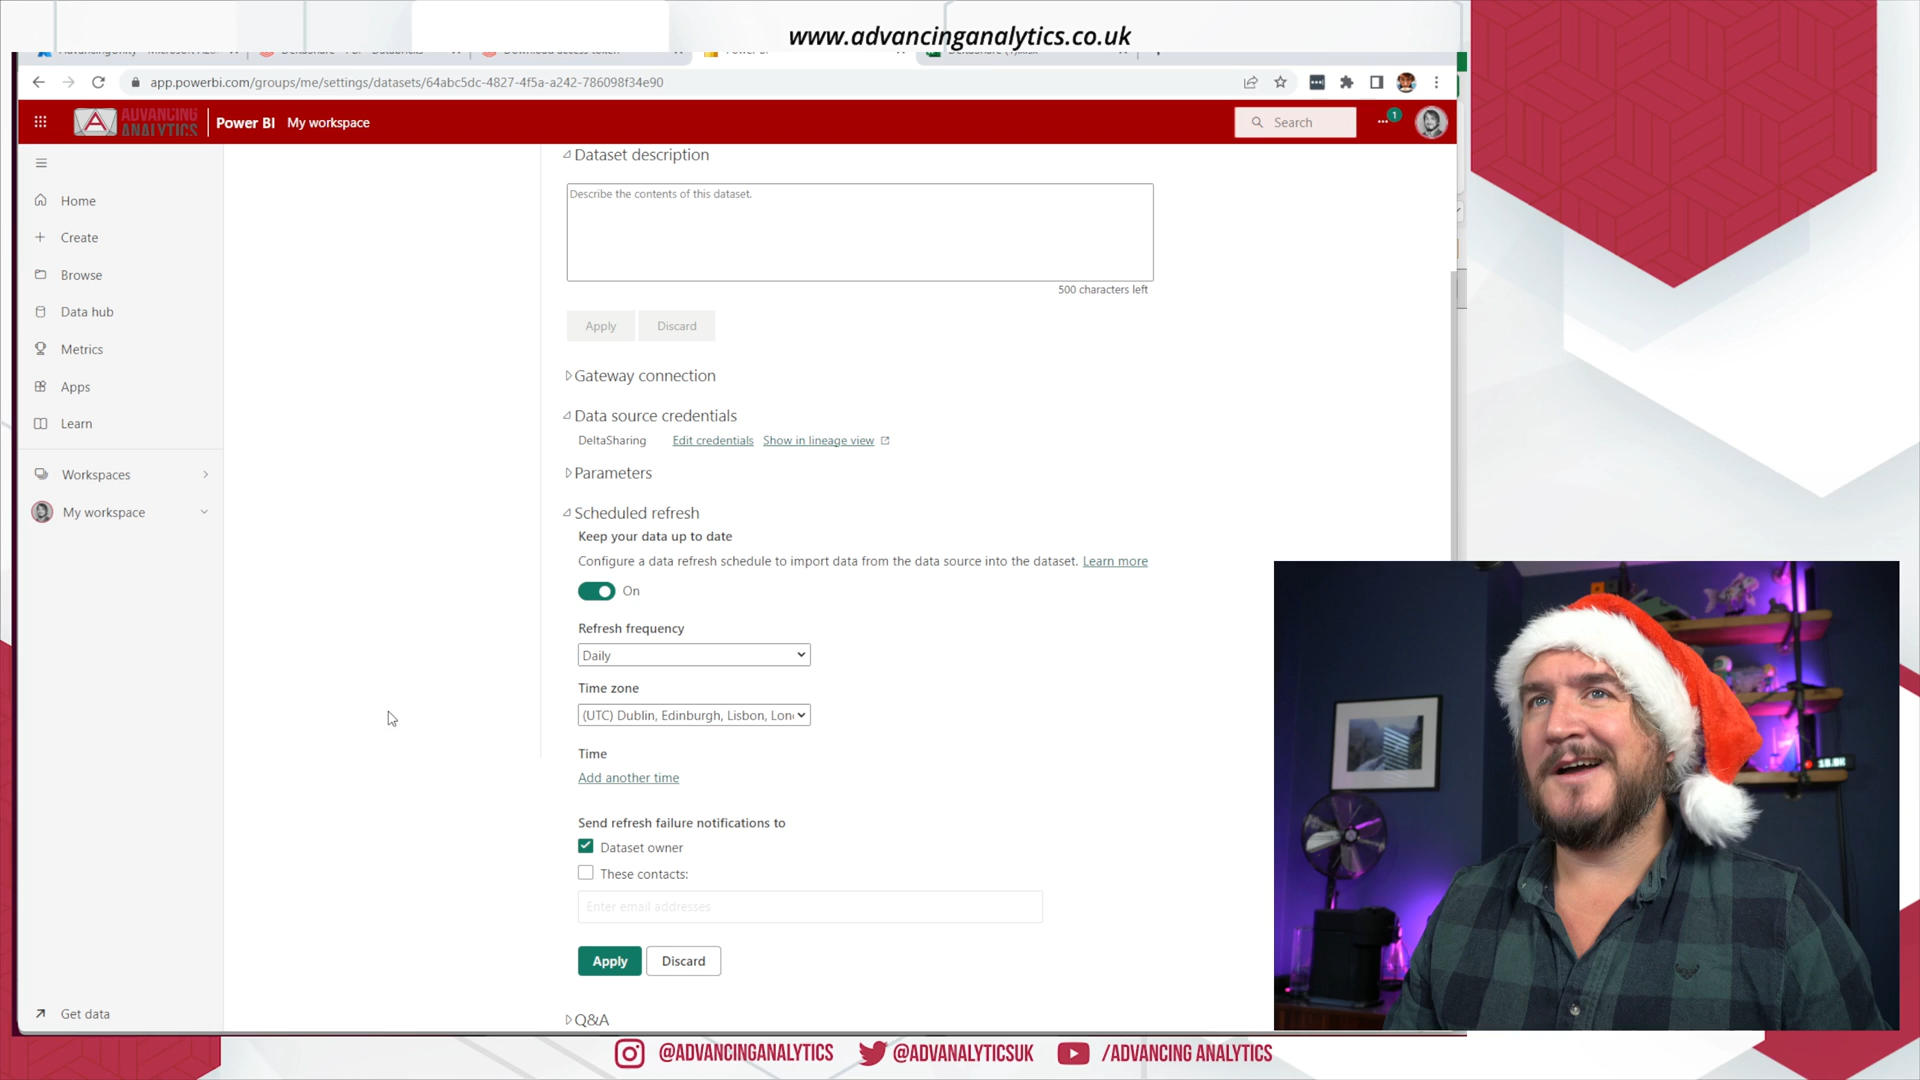 www.advancinganalytics.co.uk
app.powerbi.com/groups/me/settings/datasets/64abc5dc-4827-4f5a-a242-786098f34e90
ADVANCING
ANALYTICS
Power BI My workspace
Search
1
Dataset description
Describe the contents of this dataset.
500 characters left
Apply Discard
Home
Create
Browse
Data hub
Metrics
Apps
Learn
Workspaces
My workspace
Get data
Gateway connection
Data source credentials
DeltaSharing Edit credentials Show in lineage view
Parameters
Scheduled refresh
Keep your data up to date
Configure a data refresh schedule to import data from the data source into the dataset. Learn more
On
Refresh frequency
Daily
Time zone
(UTC) Dublin, Edinburgh, Lisbon, Lon
Time
Add another time
Send refresh failure notifications to
Dataset owner
These contacts:
Enter email addresses
Apply Discard
Q&A
@ADVANCINGANALYTICS @ADVANALYTICSUK /ADVANCING ANALYTICS